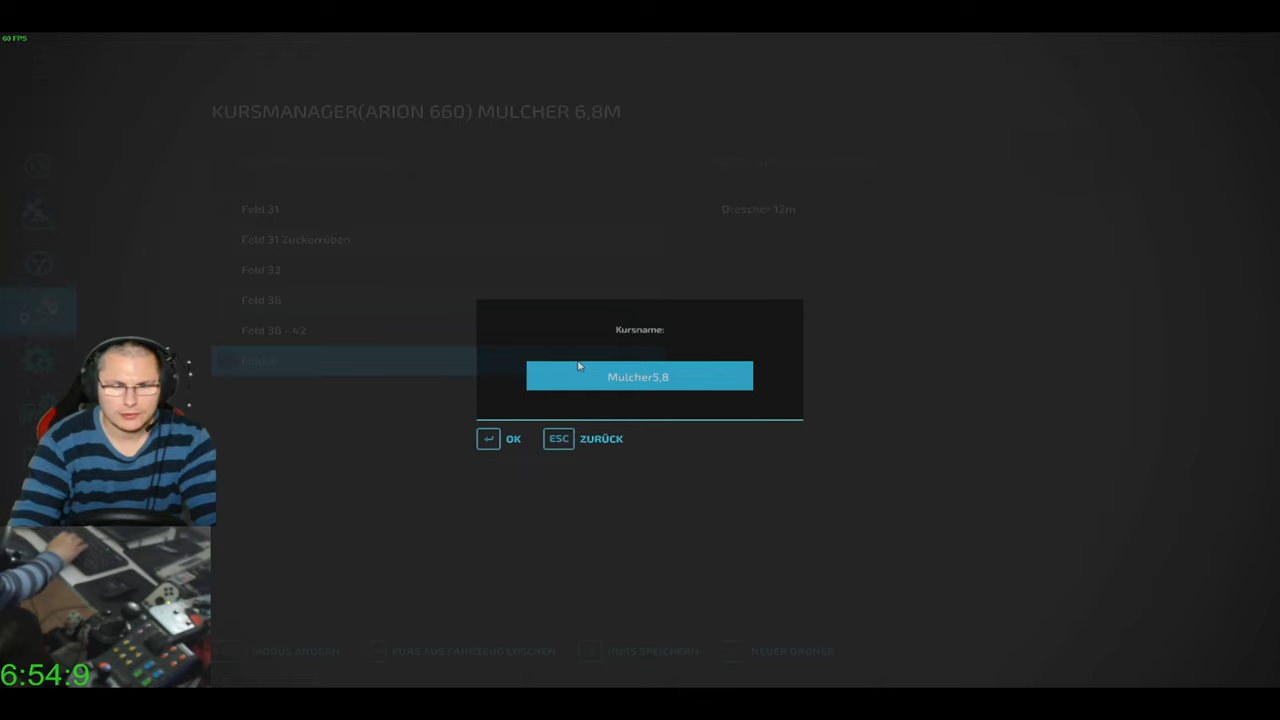 60 FPS
KURSMANAGER(ARION 660) MULCHER 6,8M
Feld 31
Drescher 12m
Feld 31 Zuckerrüben
Feld 33
Feld 36
Feld 38 - 42
Kursname:
Mulcher5,8
OK
ESC ZURÜCK
MODUS ÄNDERN
KURS AUS FAHRZEUG LÖSCHEN
KURS SPEICHERN
NEUER ORDNER
6:54:9